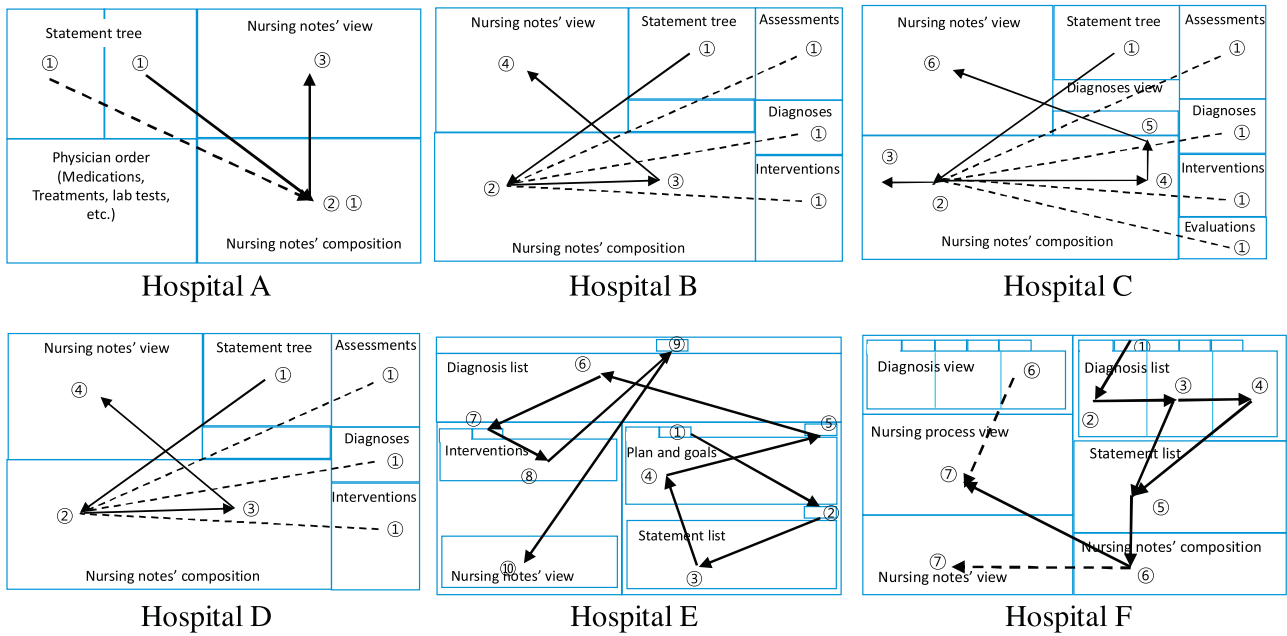 Statement tree
Nursing notes’ view
①
①
③
Physician order
(Medications,
Treatments, lab tests,
etc.)
② ①
Nursing notes’ composition
Hospital A
Nursing notes’ view
Statement tree
Assessments
①
①
④
Diagnoses
①
②
③
Interventions
①
Nursing notes’ composition
Hospital B
Nursing notes’ view
Statement tree
Assessments
①
①
⑥
Diagnoses view
Diagnoses
⑤
①
③
Interventions
④
②
①
Evaluations
①
Nursing notes’ composition
Hospital C
Nursing notes’ view
Statement tree
Assessments
①
①
④
Diagnoses
①
②
③
Interventions
①
Nursing notes’ composition
Hospital D
⑨
Diagnosis list
⑥
⑦
①
⑤
Interventions
Plan and goals
⑧
④
②
Statement list
③
⑩
Nursing notes’ view
Hospital E
①
Diagnosis view
⑥
Diagnosis list
②
③
④
Nursing process view
Statement list
⑦
⑤
Nursing notes’ composition
⑦
⑥
Nursing notes’ view
Hospital F